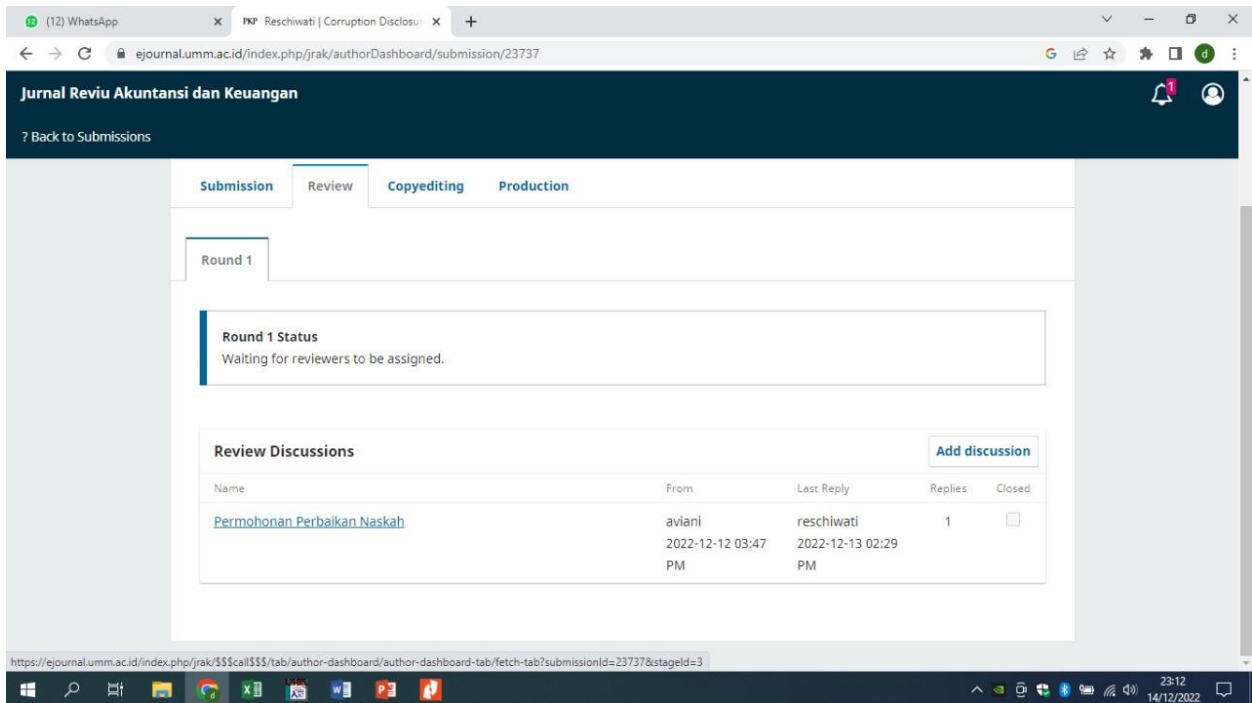 (12) WhatsApp
PKP Reschiwati | Corruption Disclosur
ejournal.umm.ac.id/index.php/jrak/authorDashboard/submission/23737
d
Jurnal Reviu Akuntansi dan Keuangan
1
? Back to Submissions
Submission Review Copyediting Production
Round 1
Round 1 Status
Waiting for reviewers to be assigned.
Review Discussions Add discussion
Name From Last Reply Replies Closed
Permohonan Perbaikan Naskah aviani reschiwati 1
2022-12-12 03:47 2022-12-13 02:29
PM PM
https://ejournal.umm.ac.id/index.php/jrak/$$$call$$$/tab/author-dashboard/author-dashboard-tab/fetch-tab?submissionId=23737&stageId=3
23:12
14/12/2022